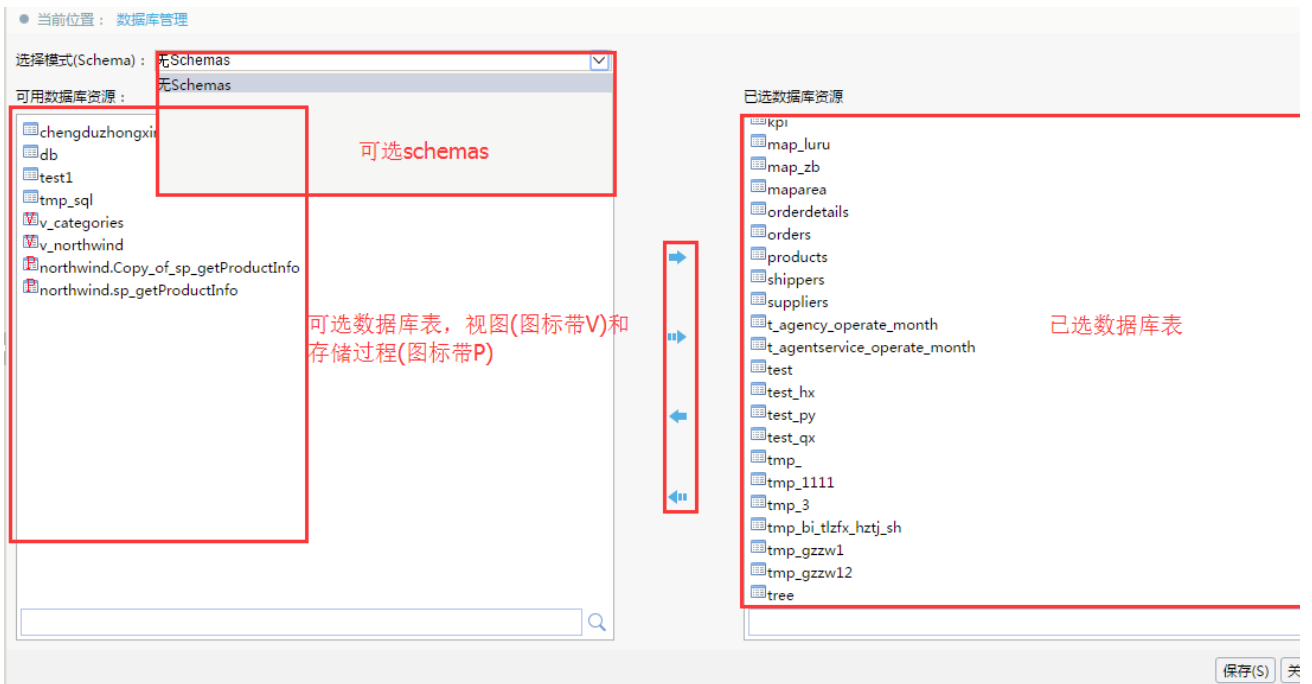 当前位置： 数据库管理
选择模式(Schema)： 无Schemas
无Schemas
可用数据库资源：
chengduzhongxin
db
test1
tmp_sql
v_categories
v_northwind
northwind.Copy_of_sp_getProductInfo
northwind.sp_getProductInfo
可选schemas
可选数据库表，视图(图标带V)和
存储过程(图标带P)
已选数据库资源
kpi
map_luru
map_zb
maparea
orderdetails
orders
products
shippers
suppliers
t_agency_operate_month
t_agentservice_operate_month
test
test_hx
test_py
test_qx
tmp_
tmp_1111
tmp_3
tmp_bi_tlzfx_hztj_sh
tmp_gzzw1
tmp_gzzw12
tree
已选数据库表
保存(S)
关